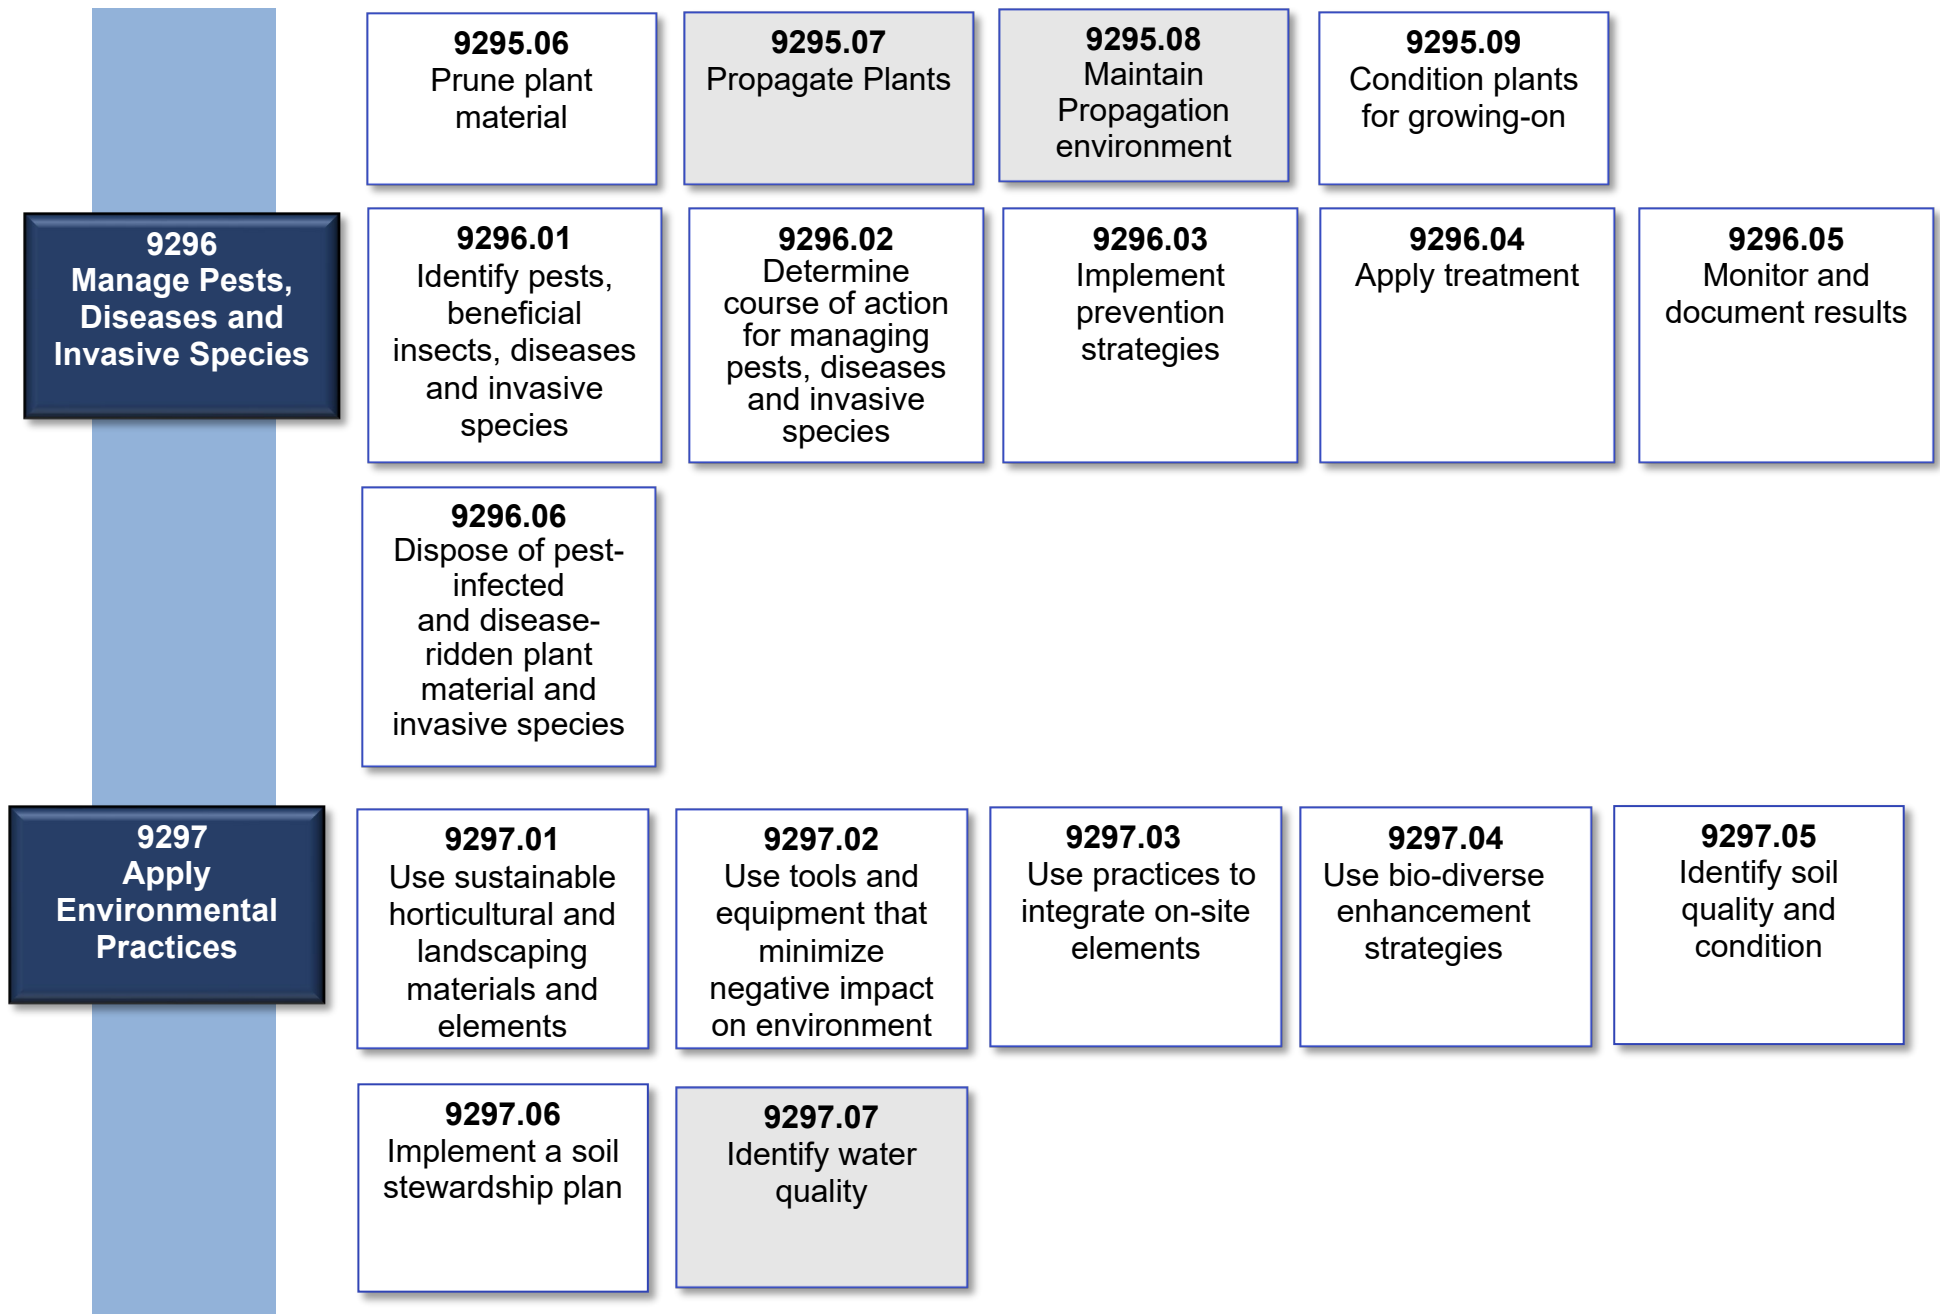 9295.06
Prune plant
material
9295.07
Propagate Plants
9295.08
Maintain
Propagation
environment
9295.09
Condition plants
for growing-on
9296
Manage Pests,
Diseases and
Invasive Species
9296.01
Identify pests,
beneficial
insects, diseases
and invasive
species
9296.02
Determine
course of action
for managing
pests, diseases
and invasive
species
9296.03
Implement
prevention
strategies
9296.04
Apply treatment
9296.05
Monitor and
document results
9296.06
Dispose of pest-
infected
and disease-
ridden plant
material and
invasive species
9297
Apply
Environmental
Practices
9297.01
Use sustainable
horticultural and
landscaping
materials and
elements
9297.02
Use tools and
equipment that
minimize
negative impact
on environment
9297.03
Use practices to
integrate on-site
elements
9297.04
Use bio-diverse
enhancement
strategies
9297.05
Identify soil
quality and
condition
9297.06
Implement a soil
stewardship plan
9297.07
Identify water
quality